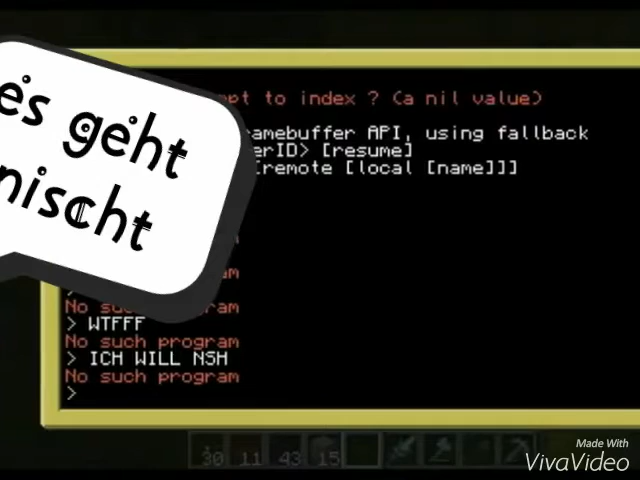 es geht
nischt
pt to index ? (a nil value)
amebuffer API, using fallback
erID> [resume]
[remote [local [name]]]
am
No such program
> WTFFF
No such program
> ICH WILL NSH
No such program
>
30 11 43 15
Made With
VivaVideo